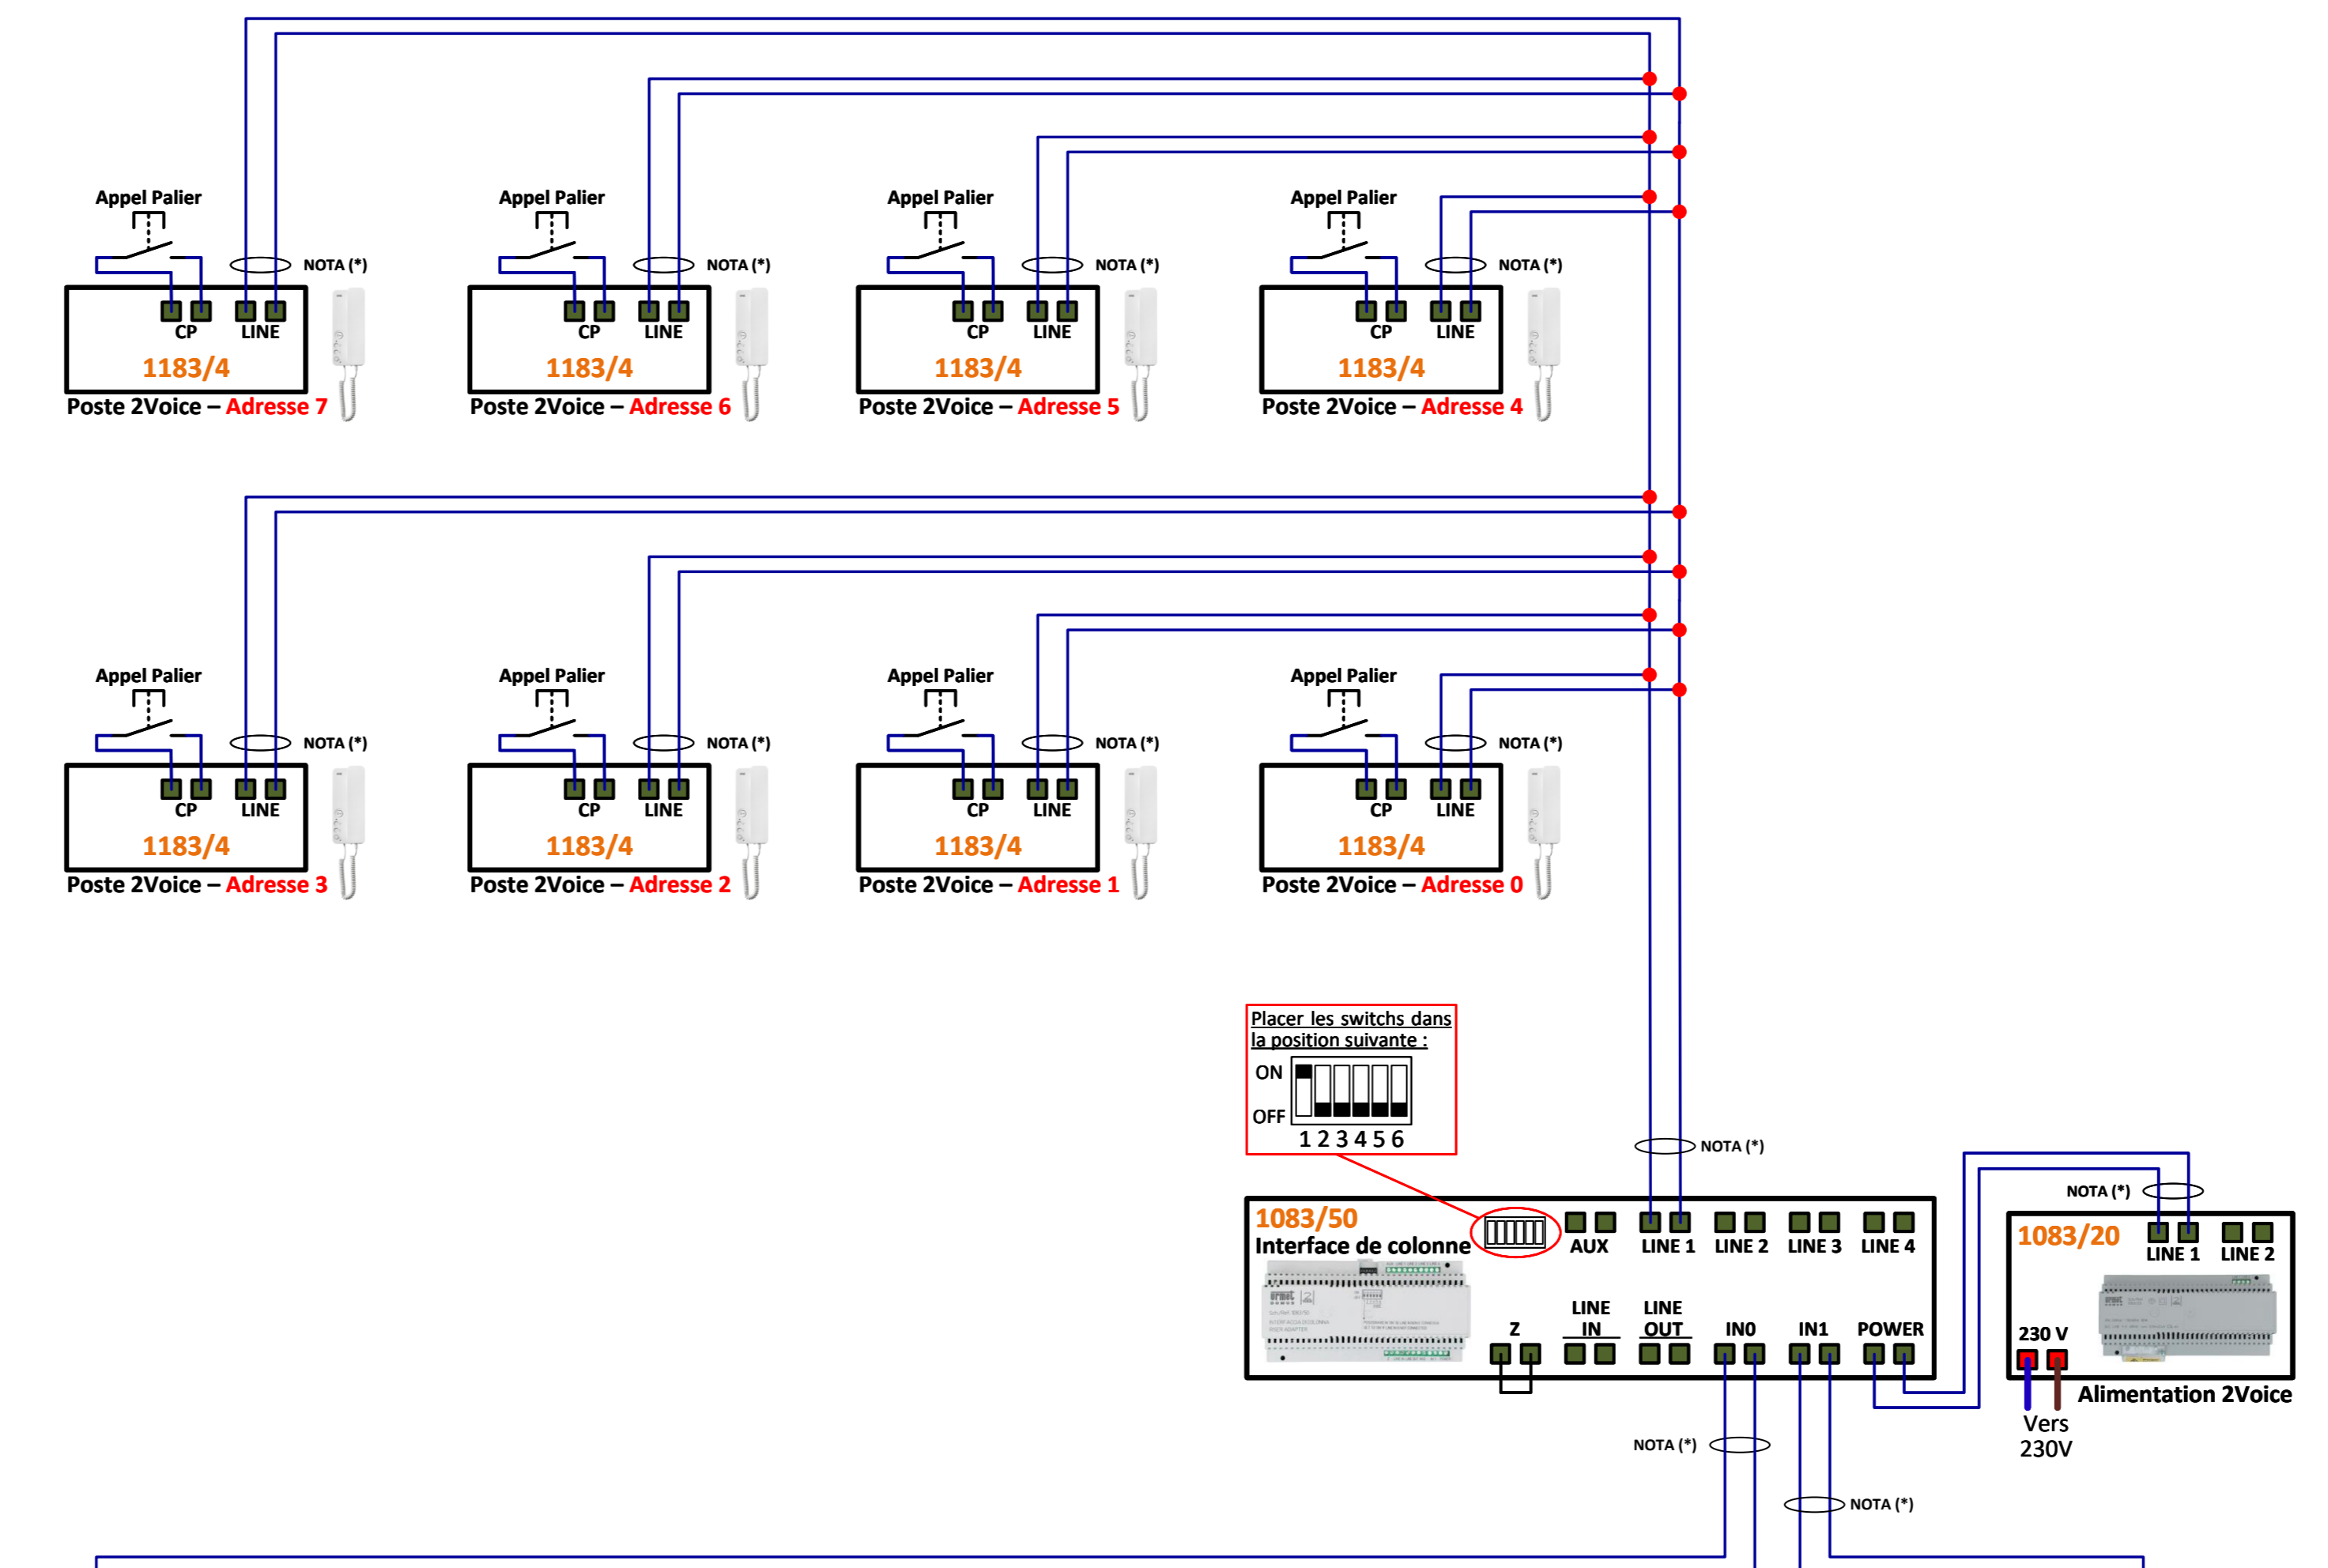 Appel Palier
Appel Palier
Appel Palier
Appel Palier
NOTA (*)
NOTA (*)
NOTA (*)
NOTA (*)
CP LINE
CP LINE
CP LINE
CP LINE
1183/4
1183/4
1183/4
1183/4
Poste 2Voice – Adresse 7
Poste 2Voice – Adresse 6
Poste 2Voice – Adresse 5
Poste 2Voice – Adresse 4
Appel Palier
Appel Palier
Appel Palier
Appel Palier
NOTA (*)
NOTA (*)
NOTA (*)
NOTA (*)
CP LINE
CP LINE
CP LINE
CP LINE
1183/4
1183/4
1183/4
1183/4
Poste 2Voice – Adresse 3
Poste 2Voice – Adresse 2
Poste 2Voice – Adresse 1
Poste 2Voice – Adresse 0
Placer les switchs dans
la position suivante :
ON
OFF
1 2 3 4 5 6
NOTA (*)
NOTA (*)
1083/50
Interface de colonne
AUX LINE 1 LINE 2 LINE 3 LINE 4
Z
LINE IN
LINE OUT
IN0 IN1 POWER
1083/20
LINE 1 LINE 2
230 V
Alimentation 2Voice
Vers
230V
NOTA (*)
NOTA (*)